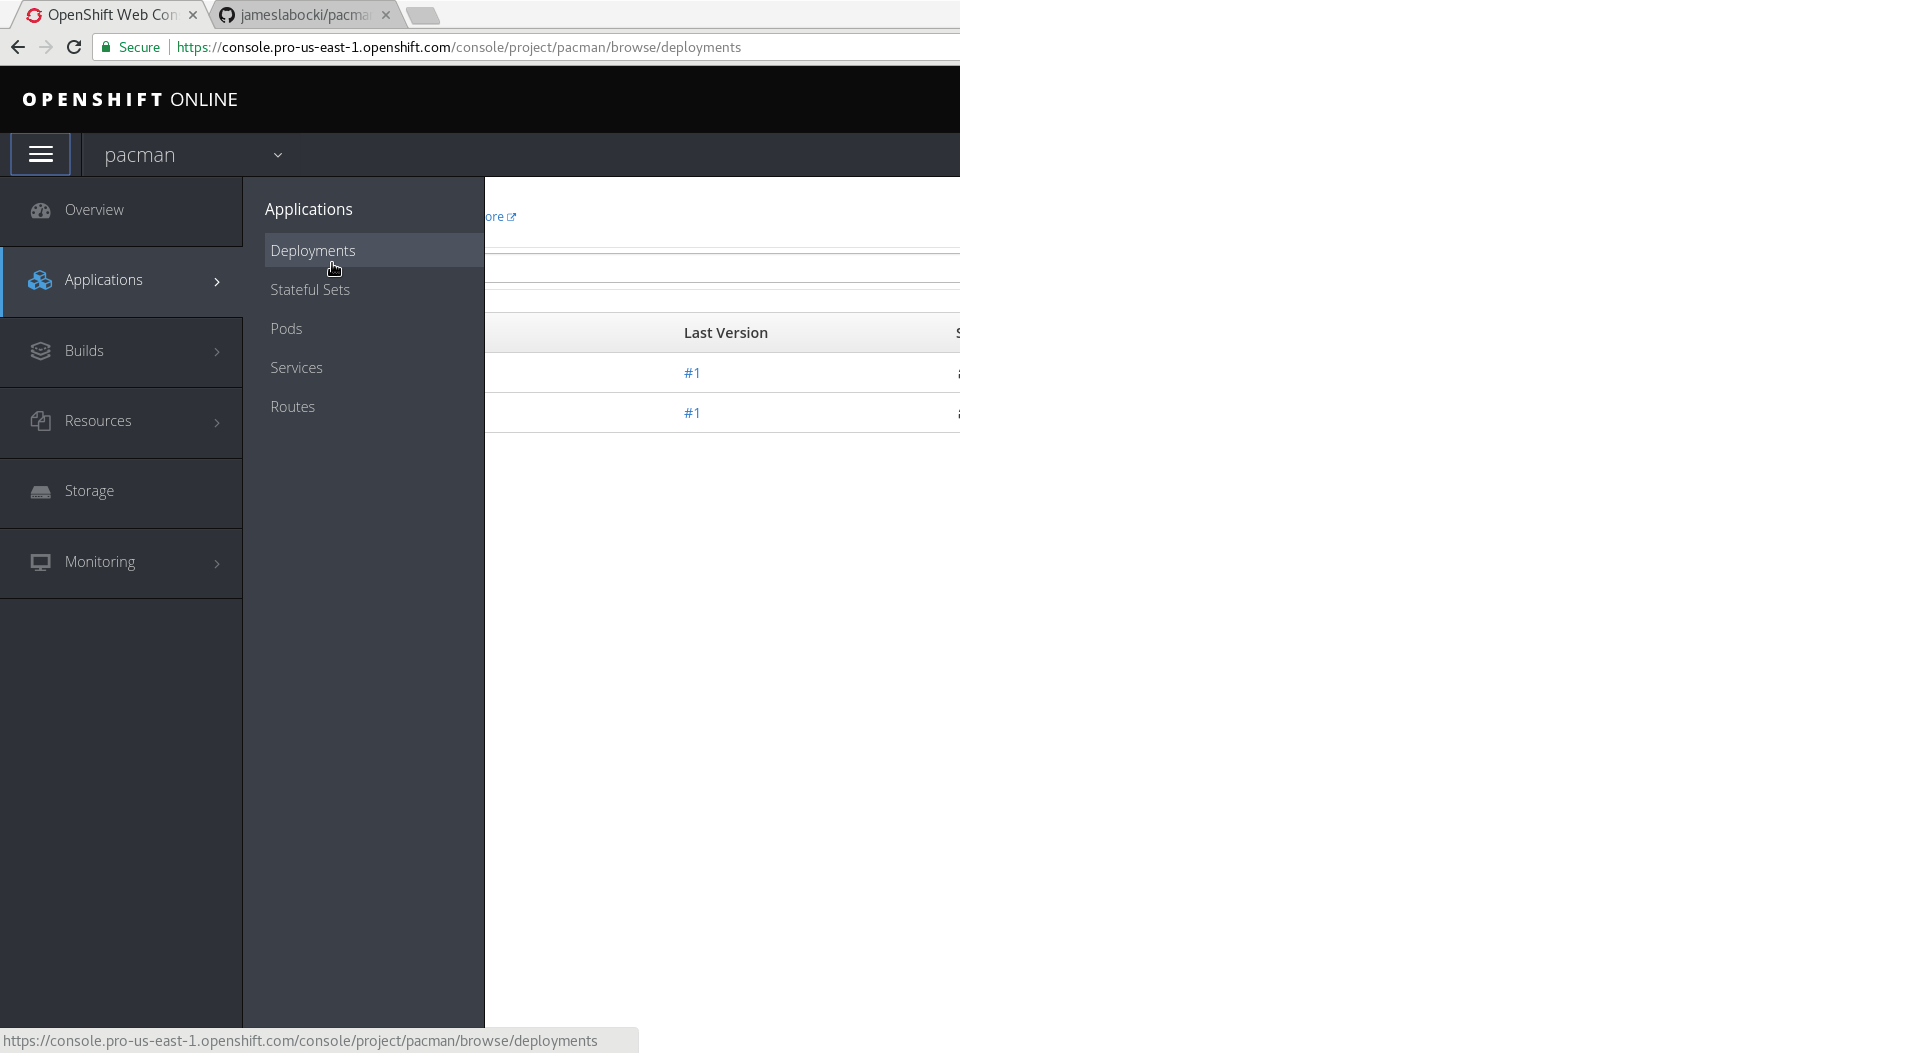 OpenShift Web Con
jameslabocki/pacma
Secure https://console.pro-us-east-1.openshift.com/console/project/pacman/browse/deployments
OPENSHIFT ONLINE
pacman
Overview
Applications
Builds
Resources
Storage
Monitoring
Applications
Deployments
Stateful Sets
Pods
Services
Routes
ore
Last Version
#1
#1
https://console.pro-us-east-1.openshift.com/console/project/pacman/browse/deployments